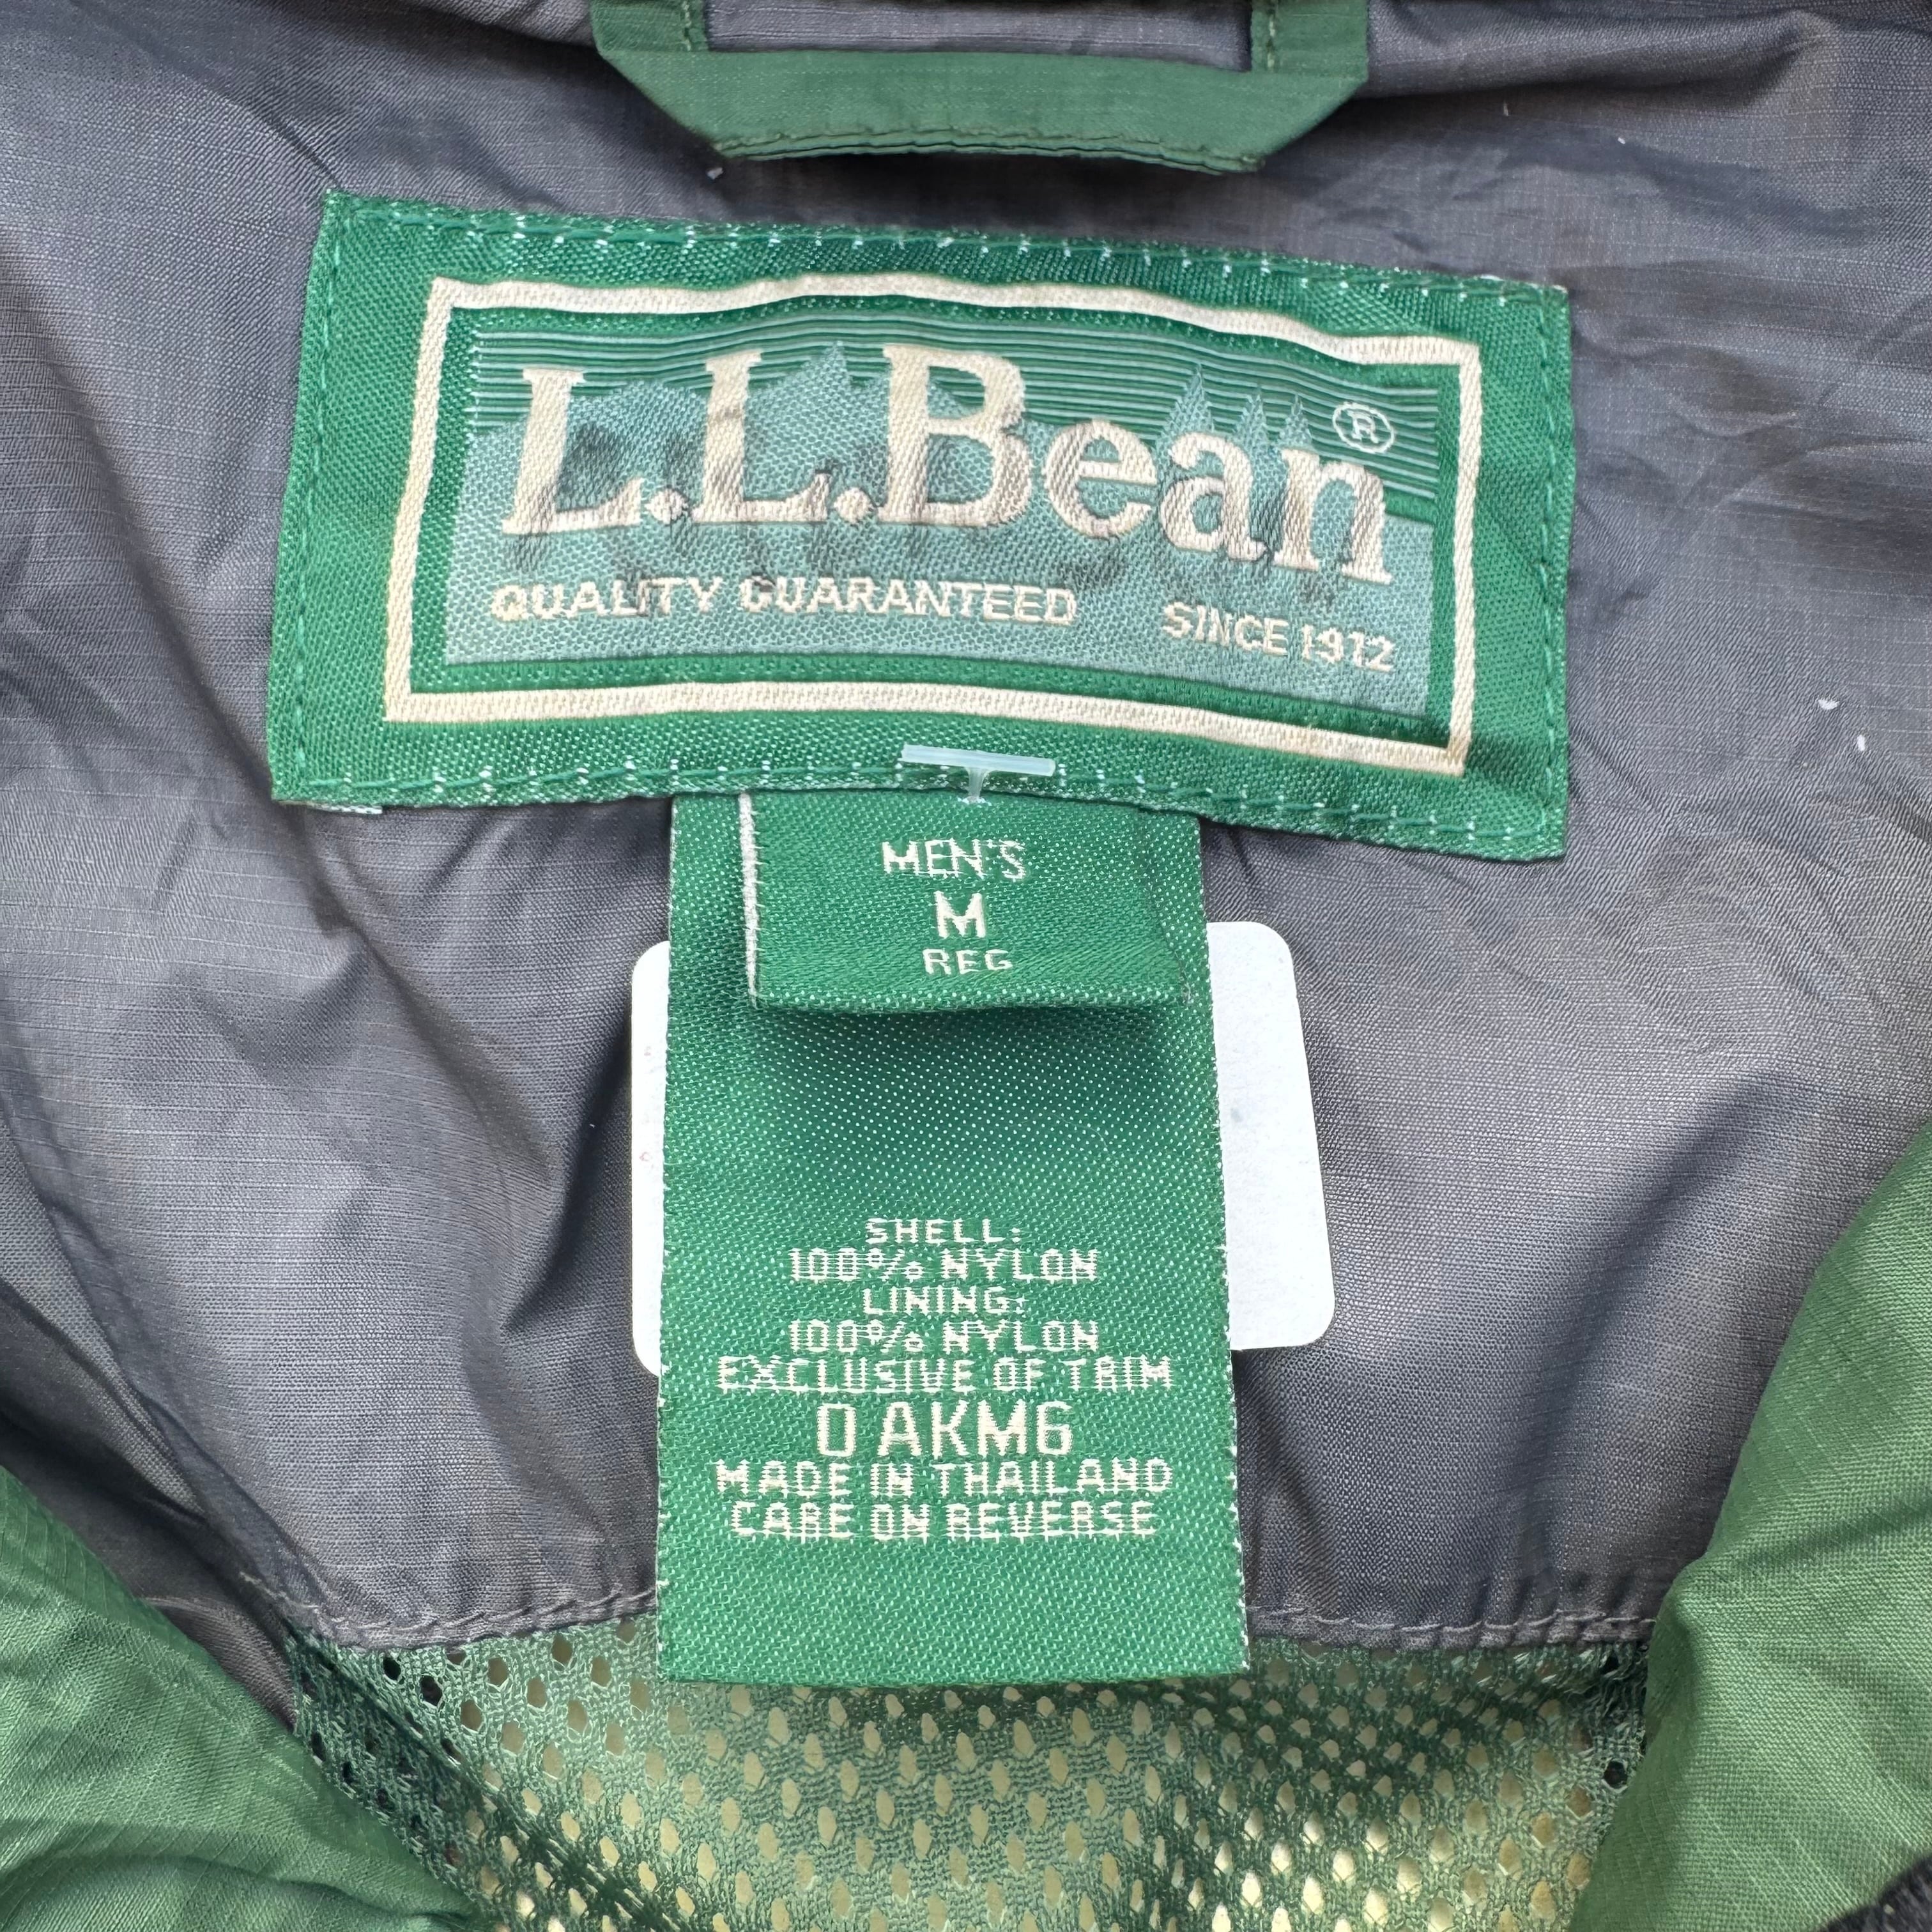 L.L.Bean®
QUALITY GUARANTEED SINCE 1912
MEN'S
M
REG
SHELL:
100% NYLON
LINING:
100% NYLON
EXCLUSIVE OF TRIM
0 AKM6
MADE IN THAILAND
CARE ON REVERSE